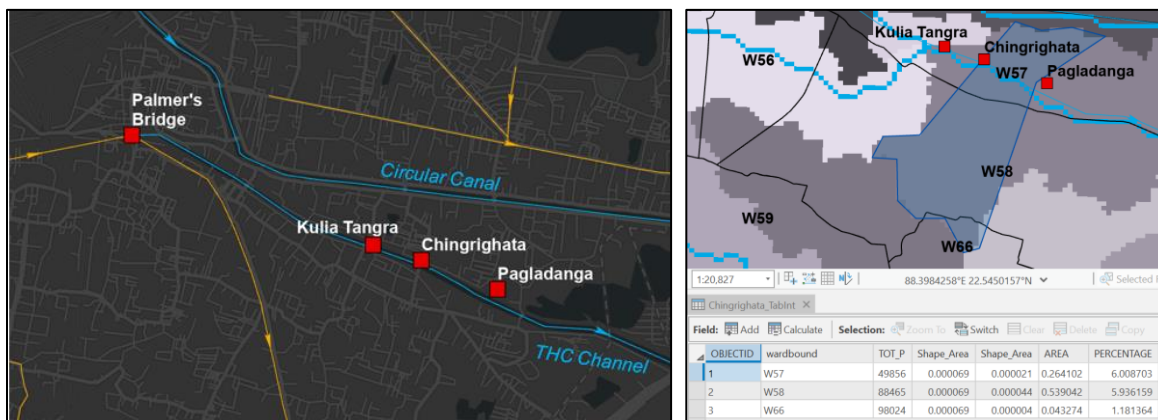 Palmer's
Bridge
Circular Canal
Kulia Tangra
Chingrighata
Pagladanga
THC Channel
Kulia Tangra
Chingrighata
W56
W57
Pagladanga
W58
W59
W66
1:20,827
88.3984258°E 22.5450157°N
Selected
Chingrighata_TabInt
Field: Add Calculate Selection: Zoom To Switch Clear Delete Copy
OBJECTID wardbound TOT_P Shape_Area Shape_Area AREA PERCENTAGE
1 W57 49856 0.000069 0.000021 0.264102 6.008703
2 W58 88465 0.000069 0.000044 0.539042 5.936159
3 W66 98024 0.000069 0.000004 0.043274 1.181364